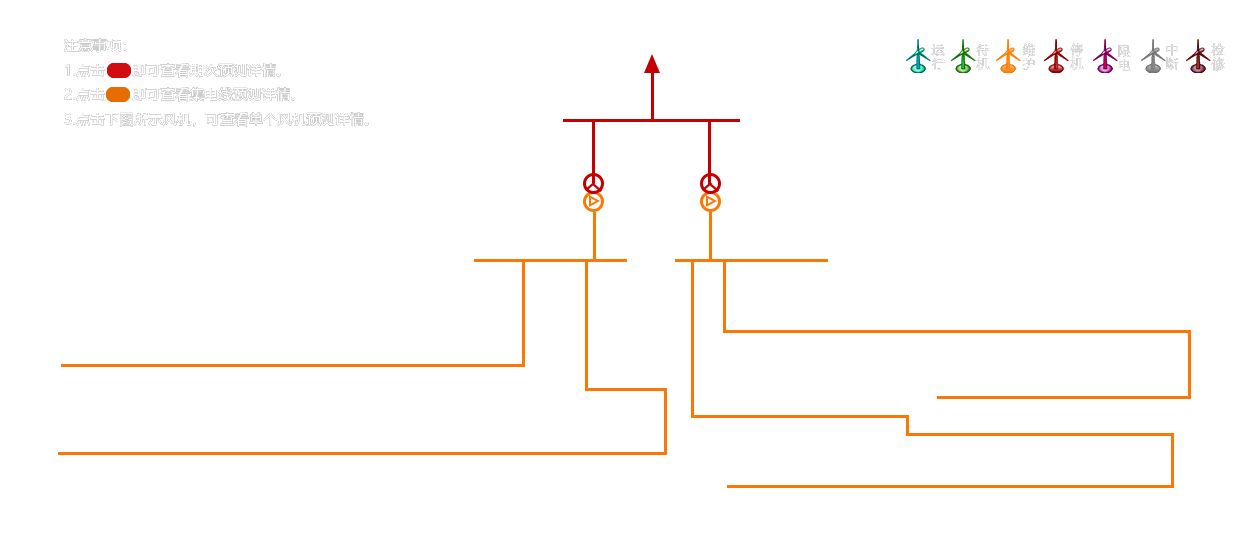 注意事项:
1.点击 即可查看期次预测详情。
2.点击 即可查看集电线预测详情。
3.点击下图所示风机，可查看单个风机预测详情。
运行
待机
维护
停机
限电
中断
检修